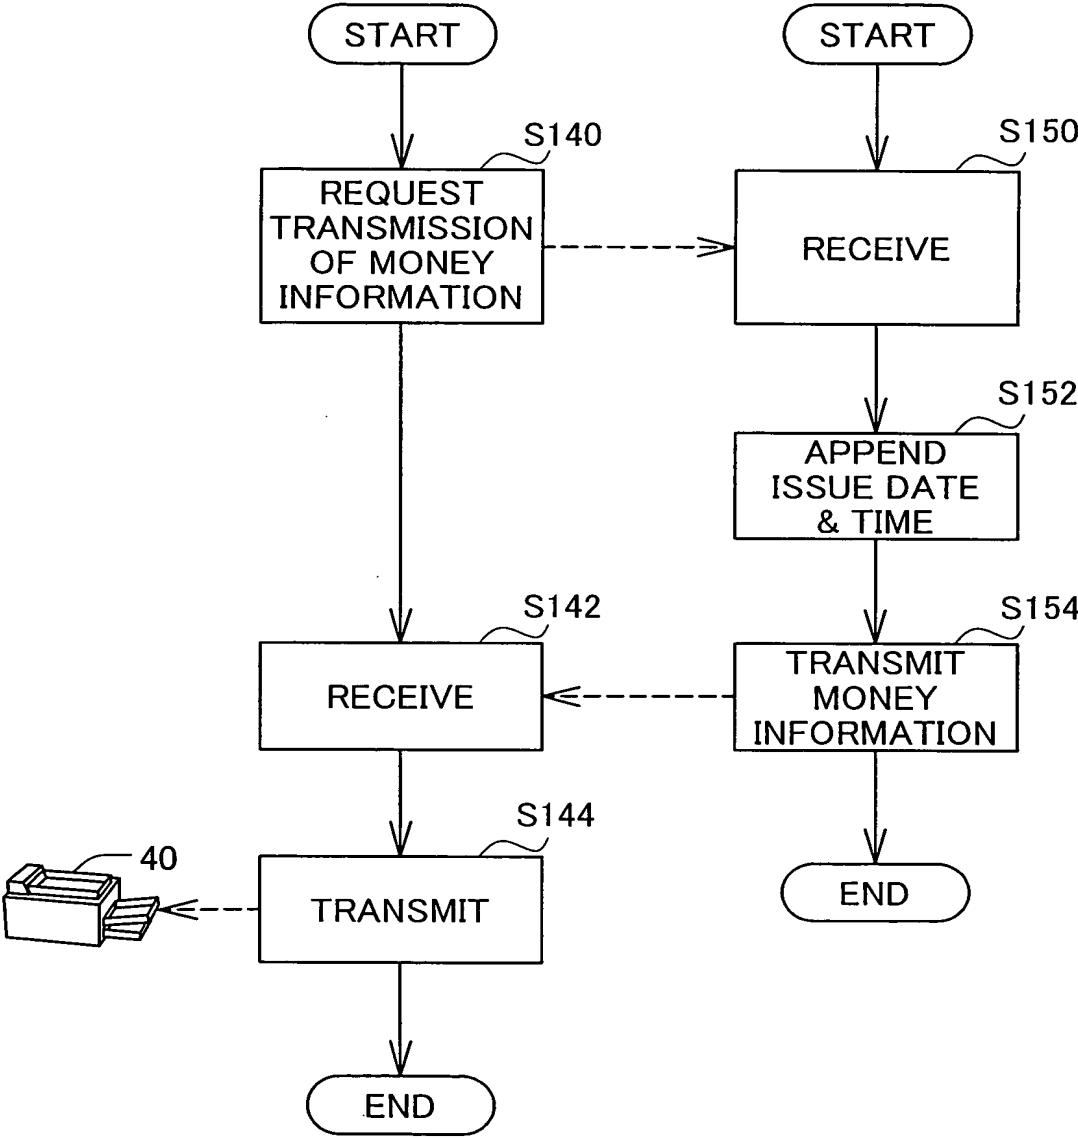 START
START
S140
S150
REQUEST
TRANSMISSION
OF MONEY
INFORMATION
RECEIVE
S152
APPEND
ISSUE DATE
& TIME
S142
S154
RECEIVE
TRANSMIT
MONEY
INFORMATION
S144
40
TRANSMIT
END
END